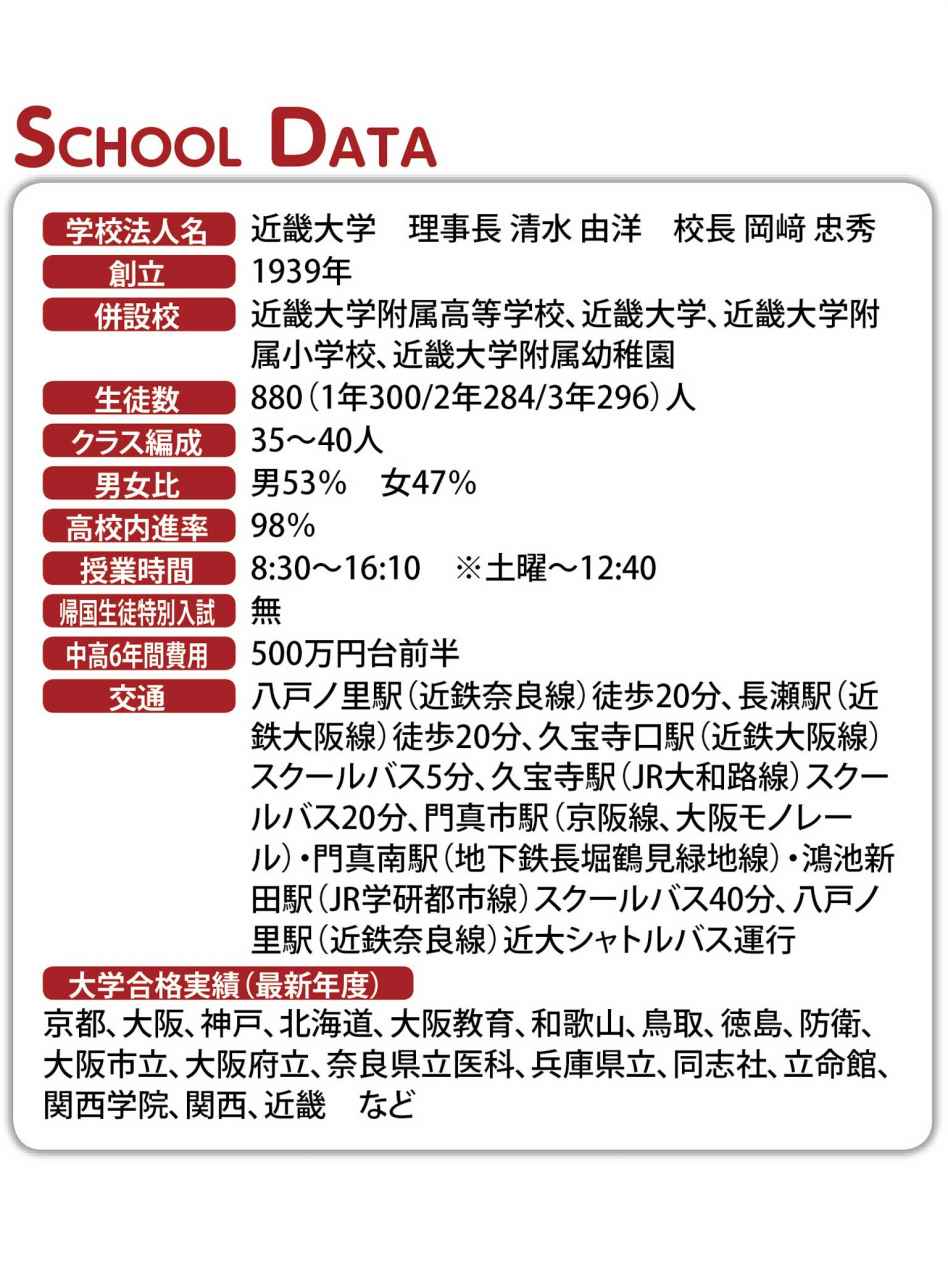 SCHOOL DATA
学校法人名 近畿大学　理事長 清水 由洋　校長 岡﨑 忠秀
創立 1939年
併設校 近畿大学附属高等学校、近畿大学、近畿大学附
属小学校、近畿大学附属幼稚園
生徒数 880（1年300/2年284/3年296）人
クラス編成 35〜40人
男女比 男53%　女47%
高校内進率 98%
授業時間 8:30〜16:10　※土曜〜12:40
帰国生徒特別入試 無
中高6年間費用 500万円台前半
交通 八戸ノ里駅（近鉄奈良線）徒歩20分、長瀬駅（近
鉄大阪線）徒歩20分、久宝寺口駅（近鉄大阪線）
スクールバス5分、久宝寺駅（JR大和路線）スクー
ルバス20分、門真市駅（京阪線、大阪モノレー
ル）・門真南駅（地下鉄長堀鶴見緑地線）・鴻池新
田駅（JR学研都市線）スクールバス40分、八戸ノ
里駅（近鉄奈良線）近大シャトルバス運行
大学合格実績（最新年度）
京都、大阪、神戸、北海道、大阪教育、和歌山、鳥取、徳島、防衛、
大阪市立、大阪府立、奈良県立医科、兵庫県立、同志社、立命館、
関西学院、関西、近畿　など